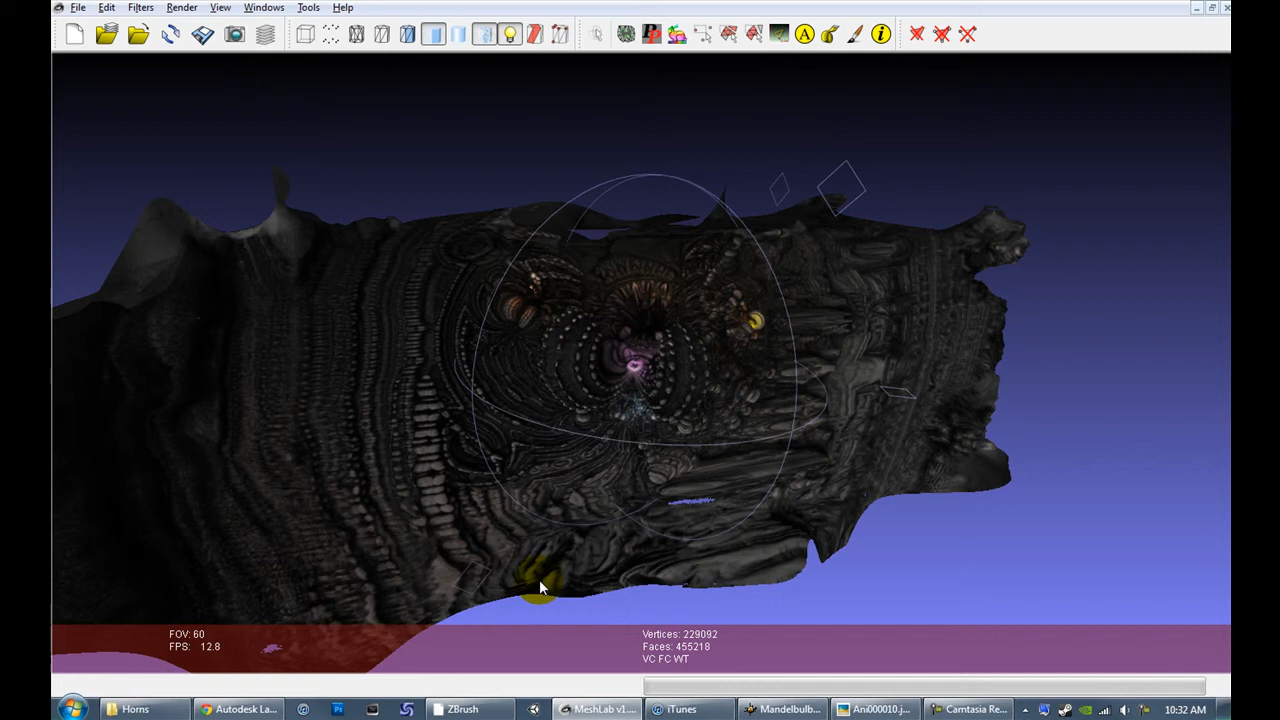 File Edit Filters Render View Windows Tools Help
A i
FOV: 60
FPS: 12.8
Vertices: 229092
Faces: 455218
VC FC WT
Horns Autodesk La... Ps ZBrush MeshLab v1.... iTunes Mandelbulb... Ani000010.j... Camtasia Re... 10:32 AM